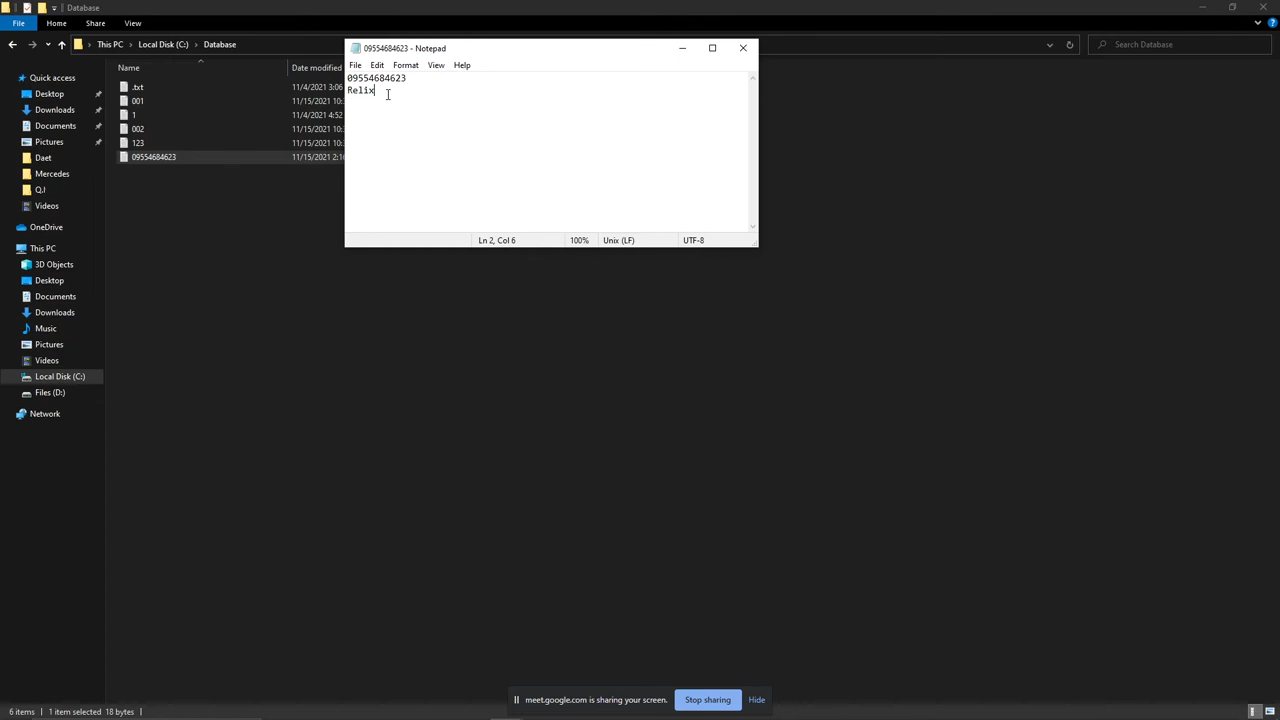 Database
File
Home
Share
View
This PC
Local Disk (C:)
Database
Search Database
Quick access
Desktop
Downloads
Documents
Pictures
Daet
Mercedes
Q.I
Videos
OneDrive
This PC
3D Objects
Desktop
Documents
Downloads
Music
Pictures
Videos
Local Disk (C:)
Files (D:)
Network
Name
Date modified
.txt
11/4/2021 3:06
001
11/15/2021 10:
1
11/4/2021 4:52
002
11/15/2021 10:
123
11/15/2021 10:
09554684623
11/15/2021 2:1
09554684623 - Notepad
File
Edit
Format
View
Help
09554684623
Relix
Ln 2, Col 6
100%
Unix (LF)
UTF-8
meet.google.com is sharing your screen.
Stop sharing
Hide
6 items
1 item selected 18 bytes